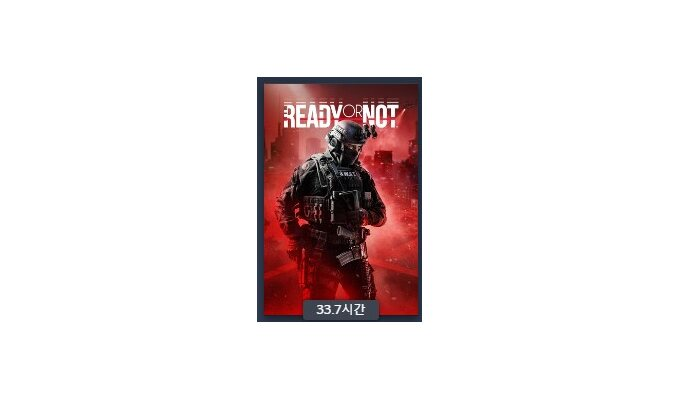 READY OR NOT
S.W.A.T.
33.7시간